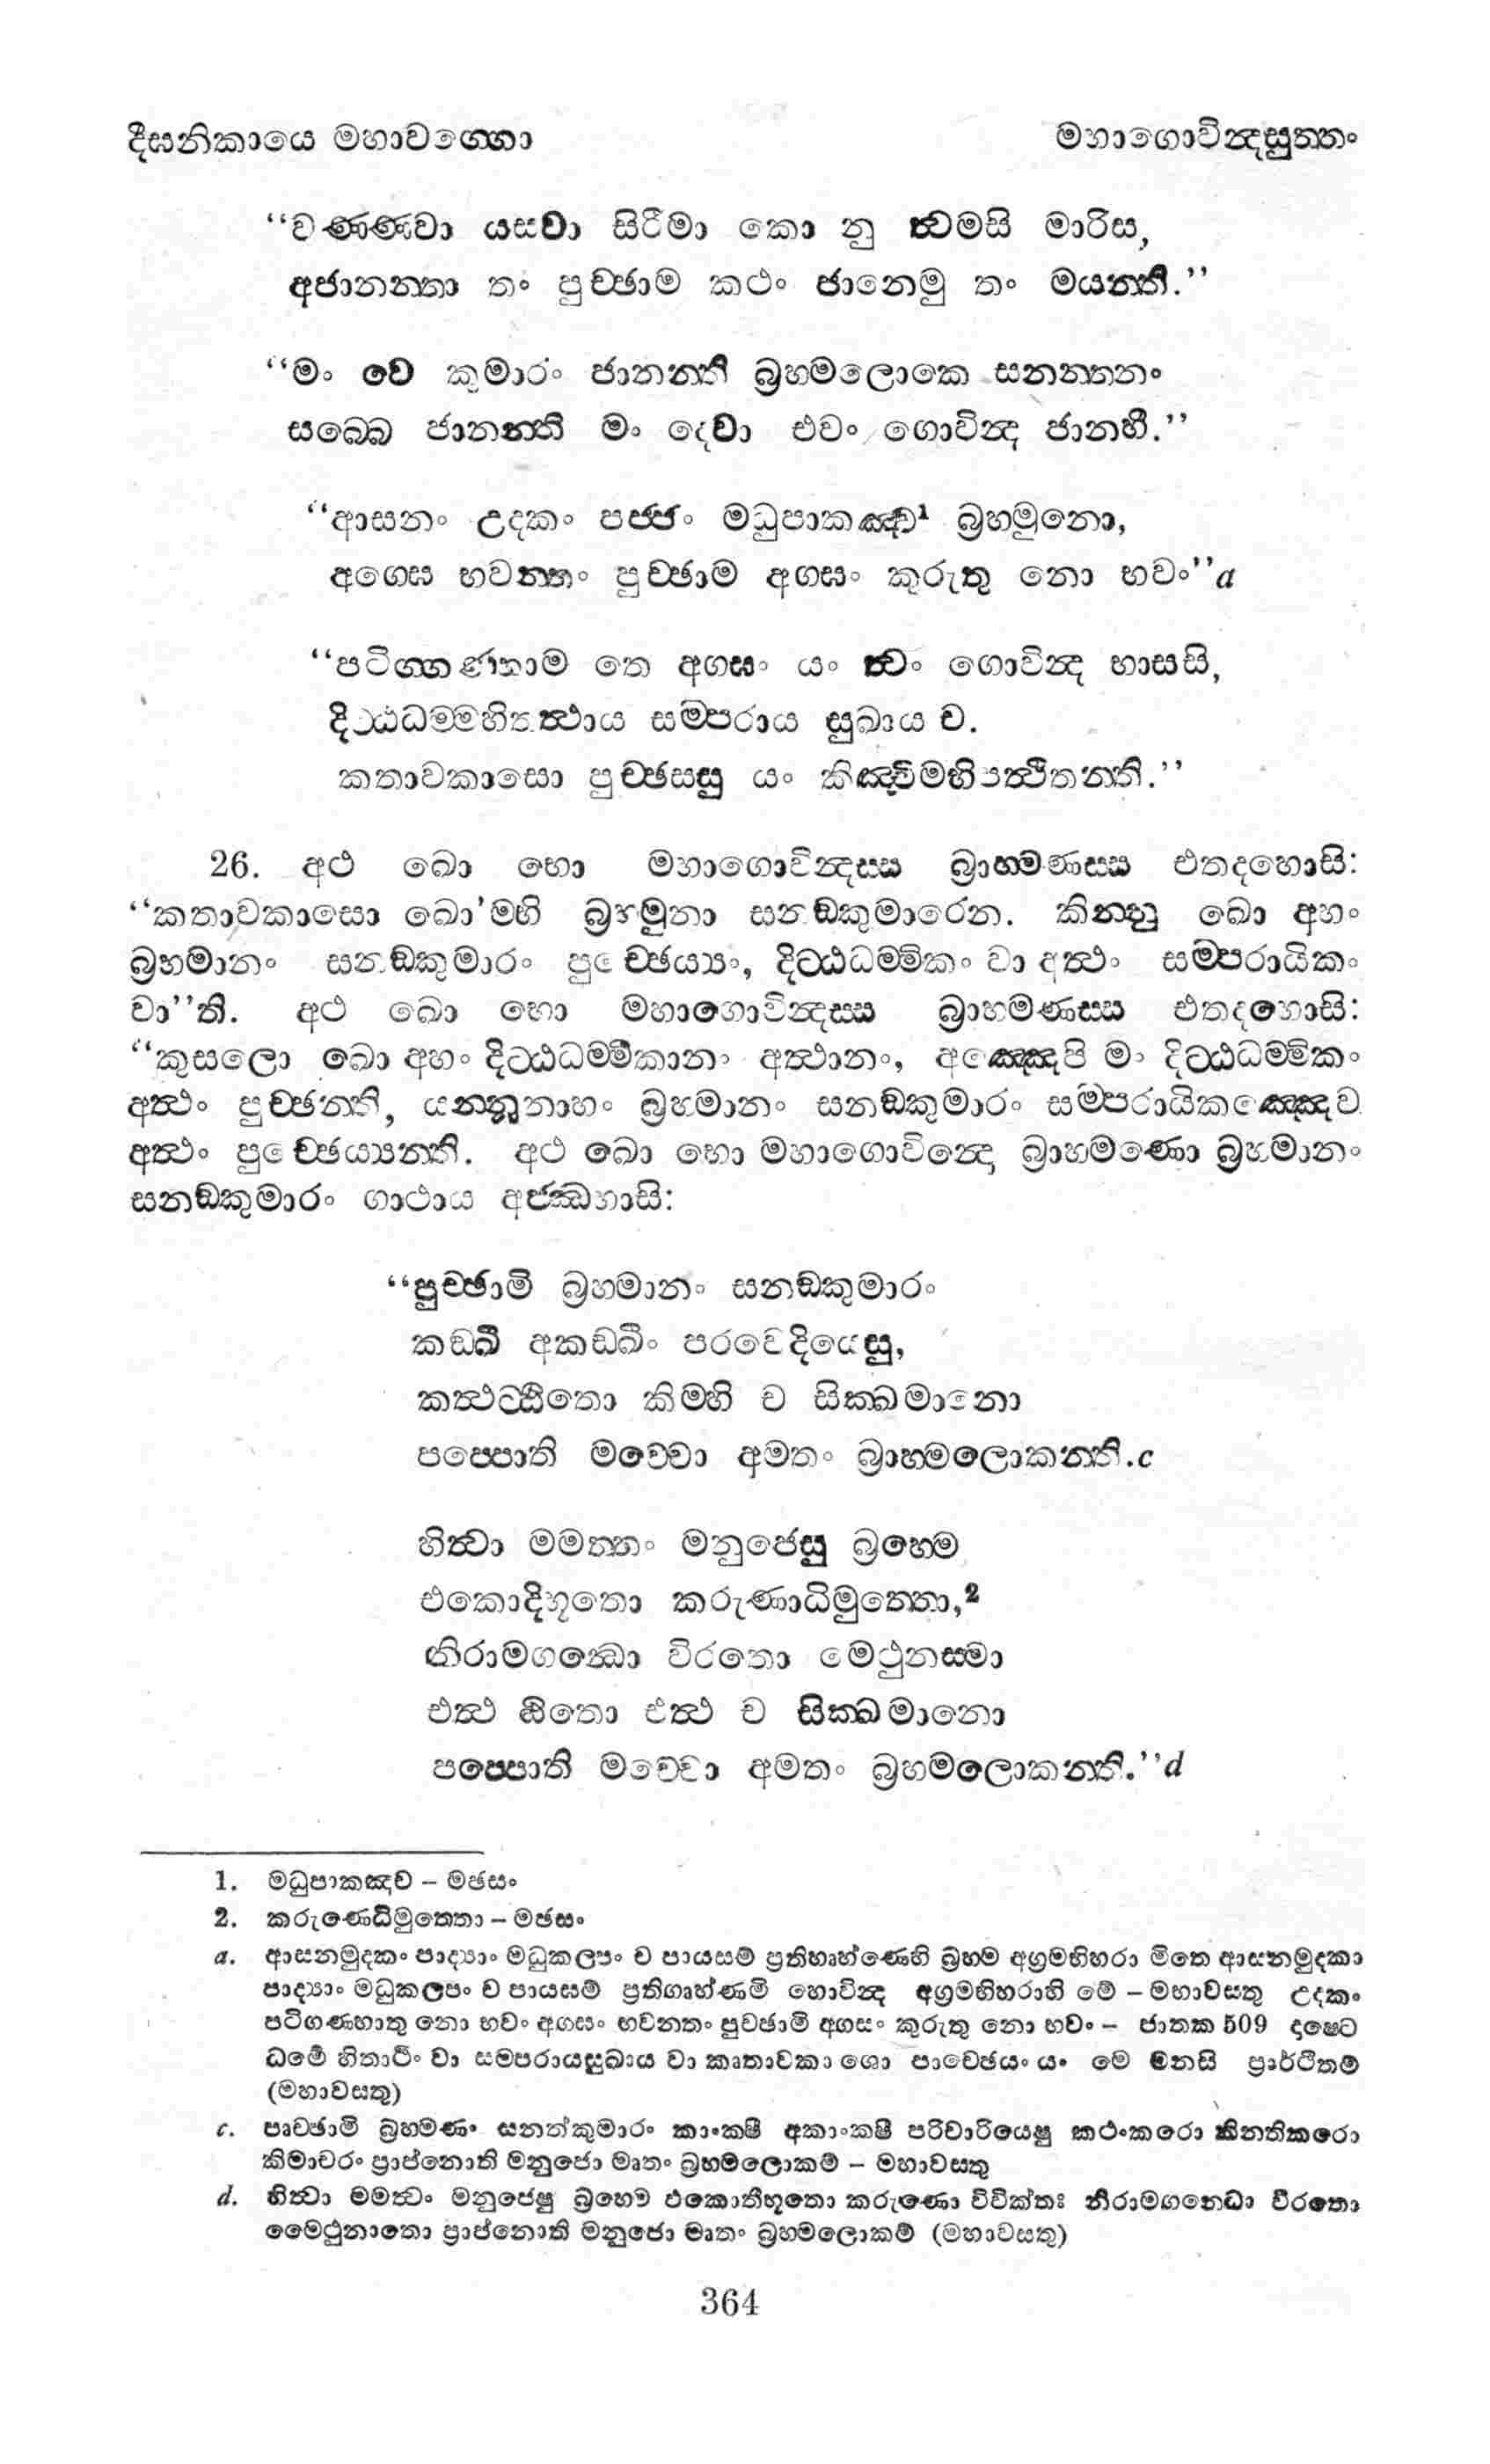 දීඝනිකායෙ මහාවග්ගො
මහාගොවින්දසුත්තං
“වණ්ණවා යසවා සිරිමා කො නු ත්වමසි මාරිස,
අජානන්තා තං පුච්ඡාම කථං ජානෙමු තං මයන්ති.”
“මං වෙ කුමාරං ජානන්ති බ්‍රහ්මලොකෙ සනන්තනං
සබ්බෙ ජානන්ති මං දෙවා එවං ගොවින්ද ජානහි.”
“ආසනං උදකං පජ්ජං මධුපාකඤ්ච¹ බ්‍රහ්මුනො,
අග්ඝෙ භවන්තං පුච්ඡාම අග්ඝං කුරුතු නො භවං”a
“පටිග්ගණ්හාම තෙ අග්ඝං යං ත්වං ගොවින්ද භාසසි,
දිට්ඨධම්මහිතත්ථාය සම්පරාය සුඛාය ච.
කතාවකාසො පුච්ඡස්සු යං කිඤ්චිමභිපත්ථිතන්ති.”
26. අථ ඛො භො මහාගොවින්දස්ස බ්‍රාහ්මණස්ස එතදහොසි:
“කතාවකාසො ඛො'ම්හි බ්‍රහ්මුනා සනඞ්කුමාරෙන. කින්නු ඛො අහං
බ්‍රහ්මානං සනඞ්කුමාරං පුච්ඡෙය්‍යං, දිට්ඨධම්මිකං වා අත්ථං සම්පරායිකං
වා”ති. අථ ඛො භො මහාගොවින්දස්ස බ්‍රාහ්මණස්ස එතදහොසි:
“කුසලො ඛො අහං දිට්ඨධම්මිකානං අත්ථානං, අඤ්ඤෙපි මං දිට්ඨධම්මිකං
අත්ථං පුච්ඡන්ති, යන්නූනාහං බ්‍රහ්මානං සනඞ්කුමාරං සම්පරායිකඤ්ඤෙව
අත්ථං පුච්ඡෙය්‍යන්ති. අථ ඛො භො මහාගොවින්දො බ්‍රාහ්මණො බ්‍රහ්මානං
සනඞ්කුමාරං ගාථාය අජ්ඣභාසි:
“පුච්ඡාමි බ්‍රහ්මානං සනඞ්කුමාරං
කඞ්ඛී අකඞ්ඛිං පරවෙදියෙසු,
කත්ථට්ඨිතො කිම්හි ච සික්ඛමානො
පප්පොති මච්චො අමතං බ්‍රාහ්මලොකන්ති.c
හිත්වා මමත්තං මනුජෙසු බ්‍රහ්මෙ
එකොදිභූතො කරුණාධිමුත්තො,²
නිරාමගන්ධො විරතො මෙථුනස්මා
එත්ථ ඨිතො එත්ථ ච සික්ඛමානො
පප්පොති මච්චො අමතං බ්‍රහ්මලොකන්ති.”d
1. මධුපාකඤ්ච – මඡසං
2. කරුණෙධිමුත්තො – මඡසං
a. ආසනමුදකං පාද්‍යාං මධුකල්පං ච පායසම් ප්‍රතිගෘහ්ණෙහි බ්‍රහ්ම අග්‍රමභිහරා මිතෙ ආසනමුදකා
පාද්‍යාං මධුකල්පං ච පායසම් ප්‍රතිගෘහ්ණමි ගොවින්ද අග්‍රමභිහරාහි මේ – මහාවස්තු උදකං
පටිගණ්හාතු නො භවං අග්ඝං භවන්තං පුච්ඡාමි අග්ඝං කුරුතු නො භවං – ජාතක 509 දෘෂ්ටෙ
ධර්මෙ හිතාර්ථං වා සම්පරායසුඛාය වා කෘතාවකාශො පෘච්ඡෙයං යං මෙ මනසි ප්‍රාර්ථිතම්
(මහාවස්තු)
c. පෘච්ඡාමි බ්‍රහ්මණං සනත්කුමාරං කාංක්ෂී අකාංක්ෂී පරිචාරියෙෂු කථංකරො කින්තිකරො
කිමාචරං ප්‍රාප්නොති මනුජො මෘතං බ්‍රහ්මලොකම් – මහාවස්තු
d. හිත්වා මමත්වං මනුජෙෂු බ්‍රහ්මෙ එකොතීභූතො කරුණො විවික්තඃ නිරාමගන්ධො විරතො
මෛථුනාතො ප්‍රාප්නොති මනුජො මෘතං බ්‍රහ්මලොකම් (මහාවස්තු)
364